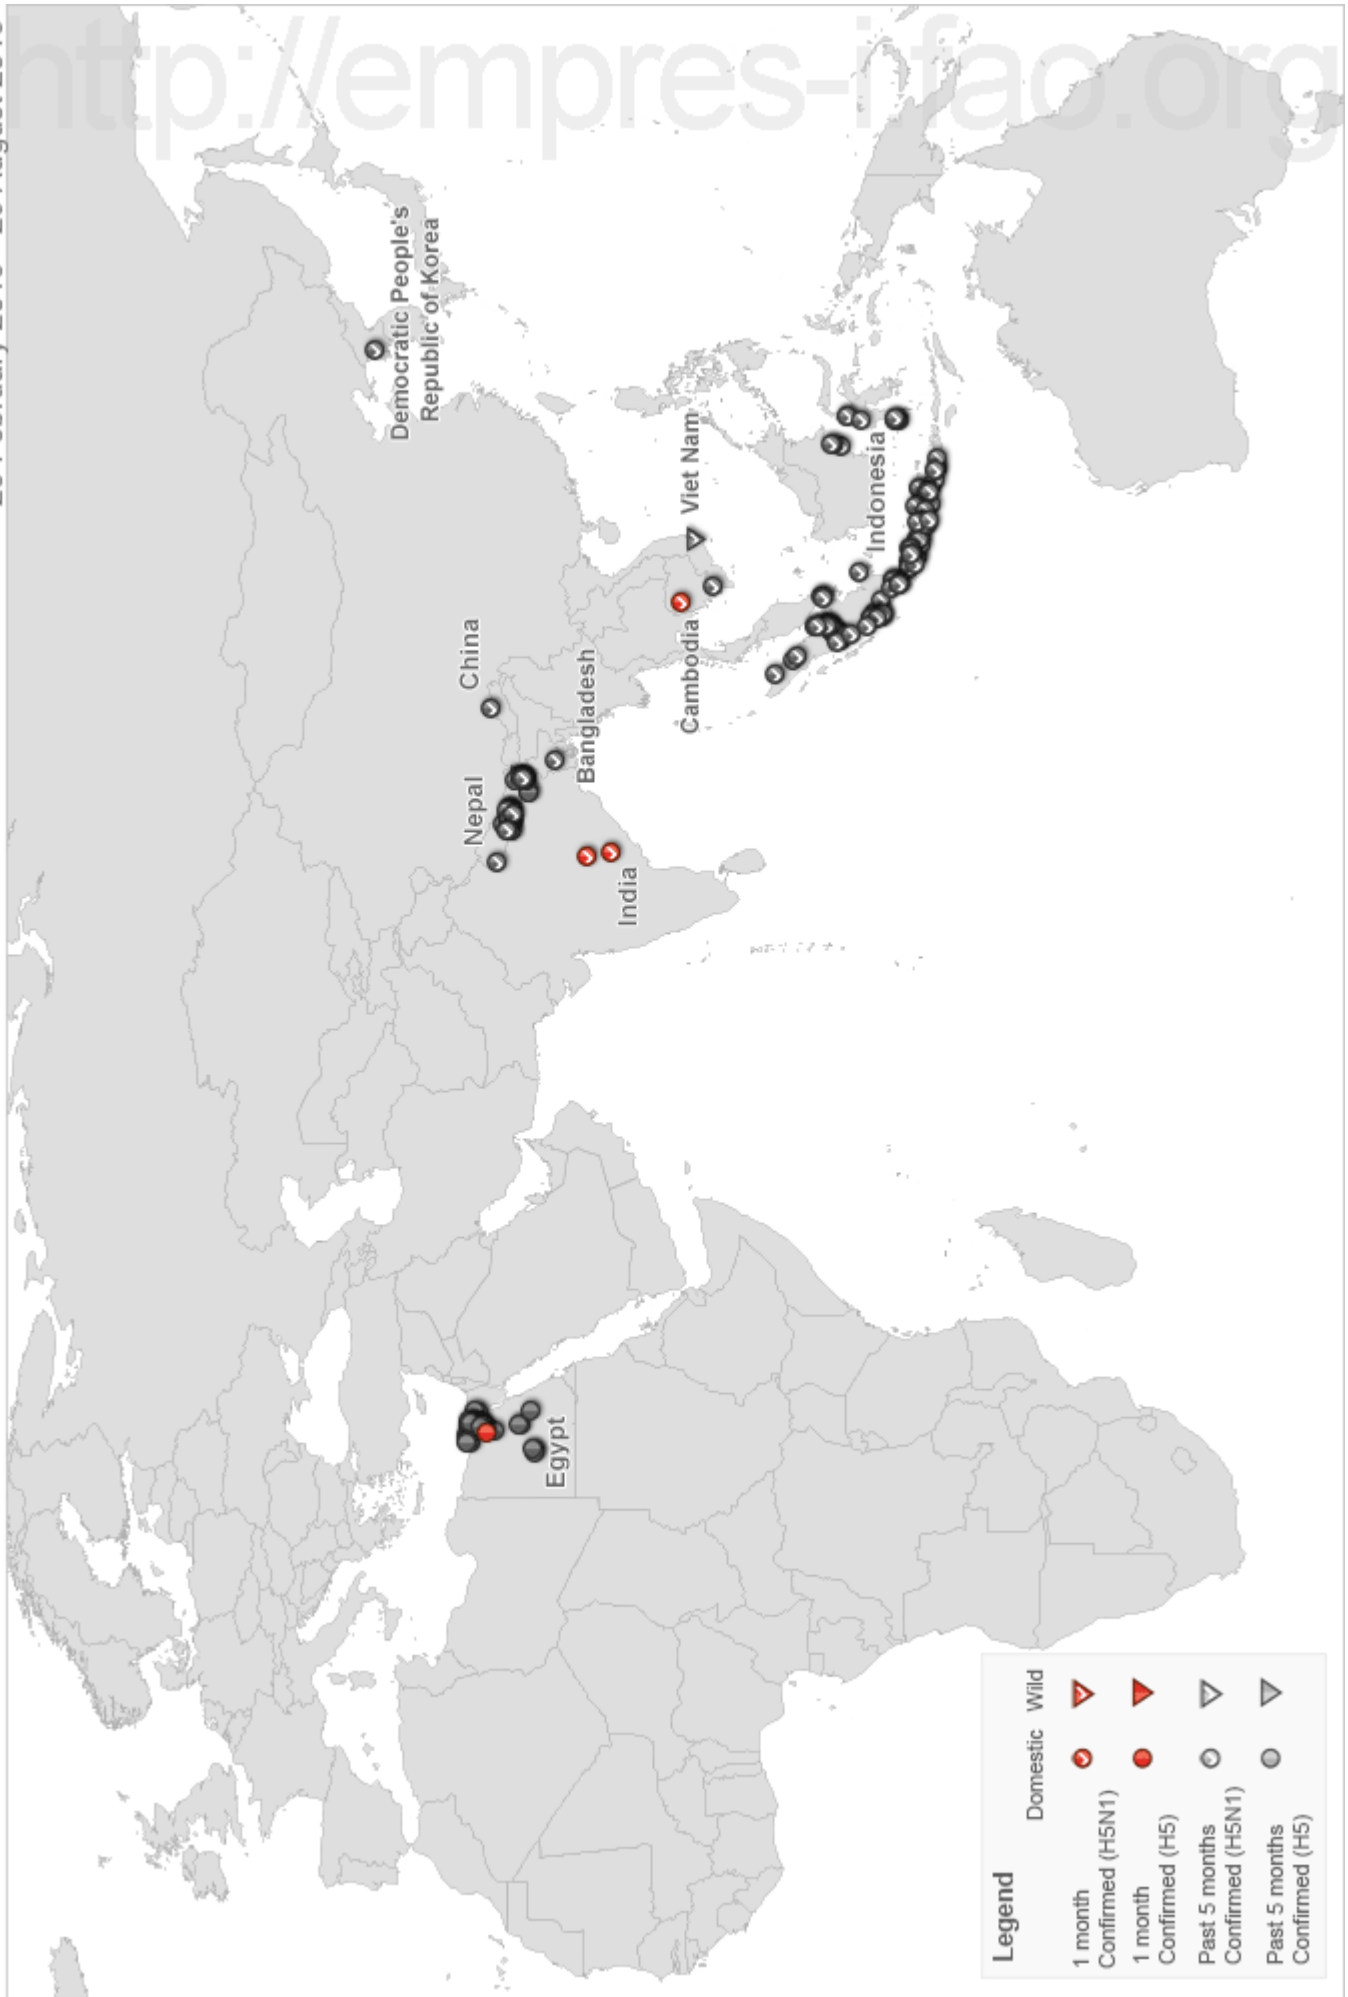 http://empres-i.fao.org
Democratic People's
Republic of Korea
China
Nepal
Bangladesh
Viet Nam
Cambodia
India
Indonesia
Egypt
Legend
Domestic Wild
1 month
Confirmed (H5N1)
1 month
Confirmed (H5)
Past 5 months
Confirmed (H5N1)
Past 5 months
Confirmed (H5)